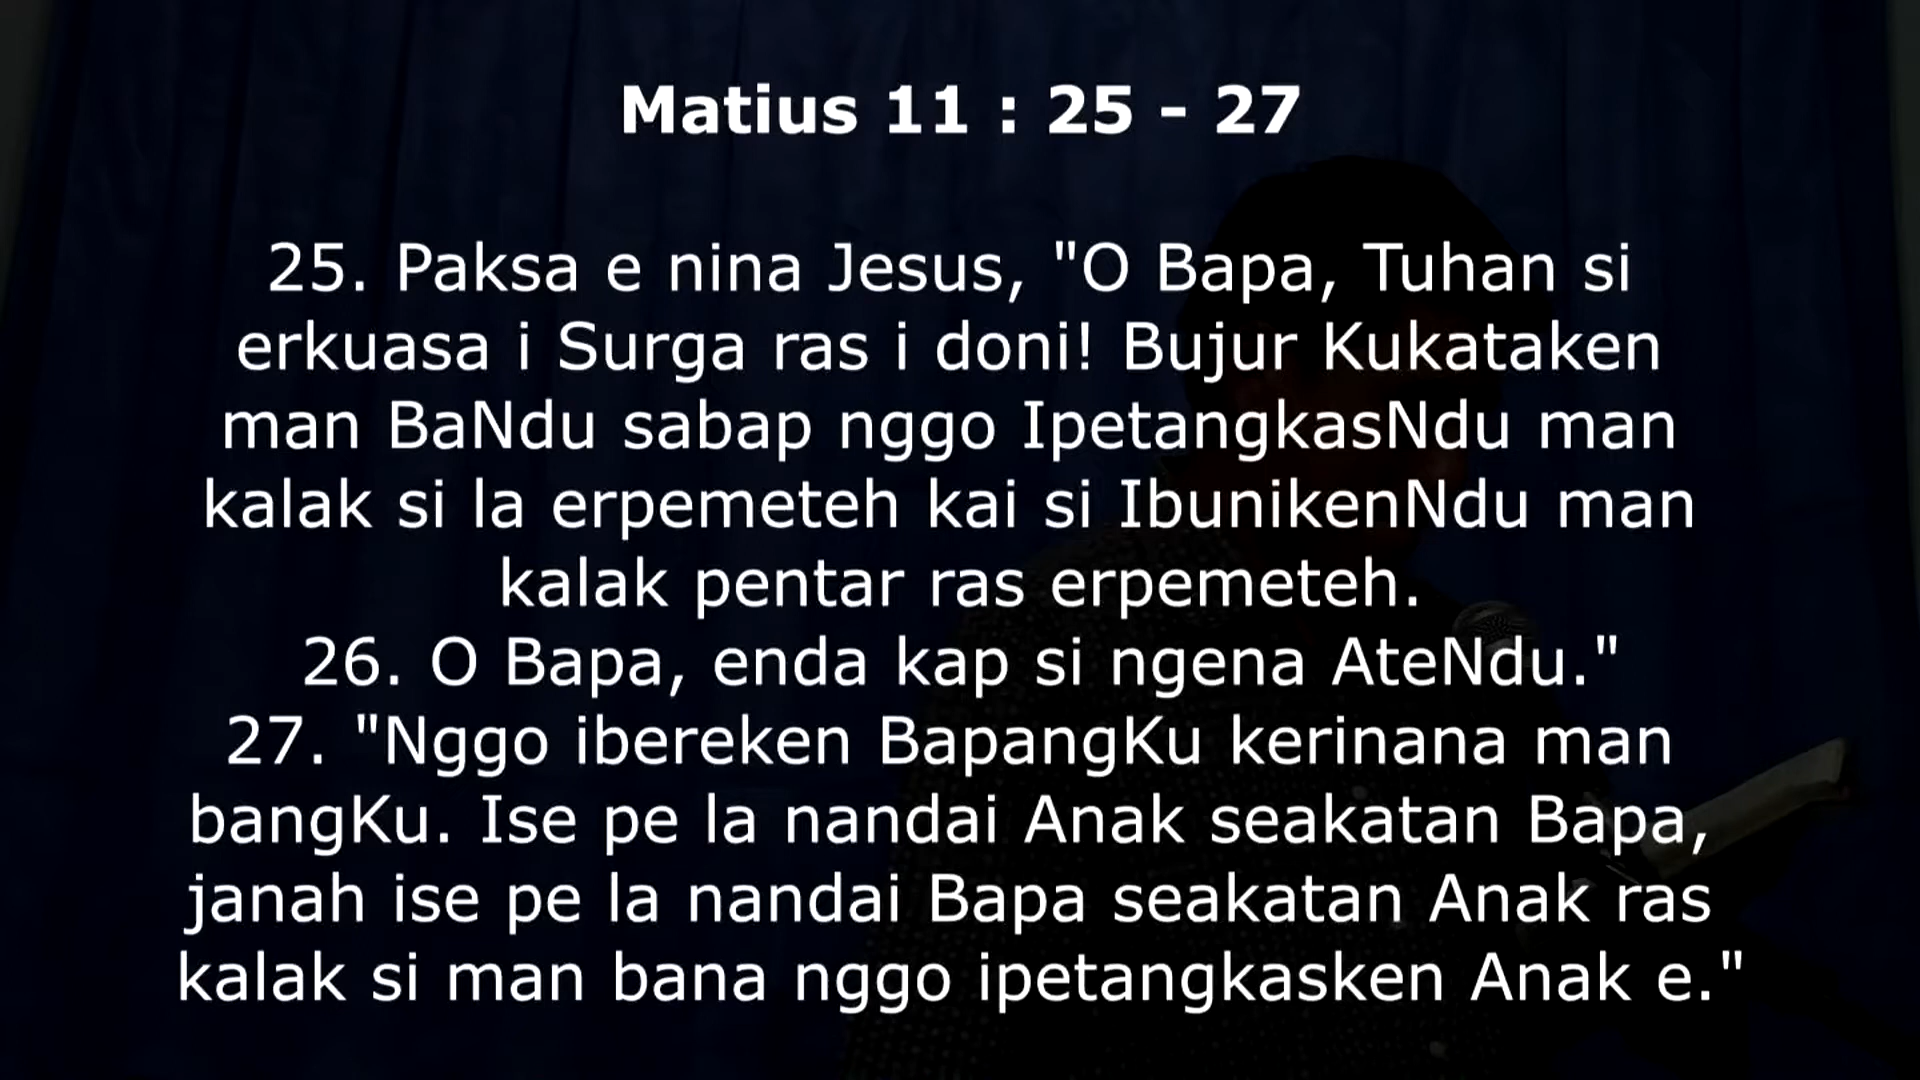 Matius 11 : 25 - 27
25. Paksa e nina Jesus, "O Bapa, Tuhan si
erkuasa i Surga ras i doni! Bujur Kukataken
man BaNdu sabap nggo IpetangkasNdu man
kalak si la erpemeteh kai si IbunikenNdu man
kalak pentar ras erpemeteh.
26. O Bapa, enda kap si ngena AteNdu."
27. "Nggo ibereken BapangKu kerinana man
bangKu. Ise pe la nandai Anak seakatan Bapa,
janah ise pe la nandai Bapa seakatan Anak ras
kalak si man bana nggo ipetangkasken Anak e."